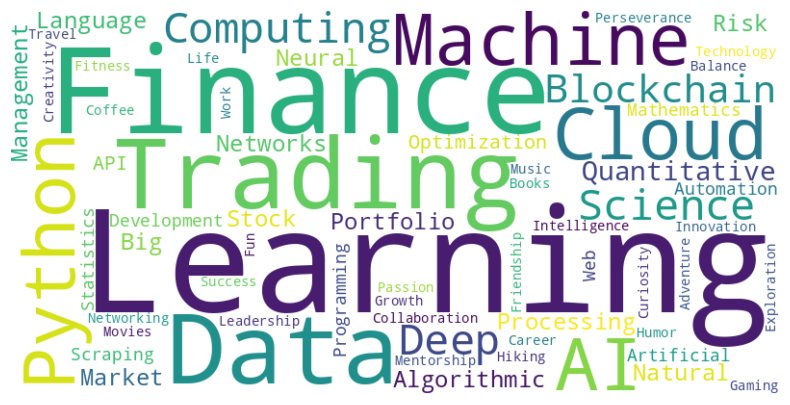 Language
Computing
Machine
Perseverance
Risk
Travel
Management
Creativity
Fitness
Life
Neural
Technology
Balance
Finance
Coffee
Work
Blockchain
Mathematics
Cloud
Networks
Optimization
API
Trading
Music
Books
Quantitative
Automation
Python
Science
Development
Stock
Portfolio
Big
Statistics
Fun
Intelligence
Innovation
Learning
Programming
Friendship
Web
Curiosity
Adventure
Exploration
Success
Passion
Growth
Networking
Movies
Leadership
Collaboration
Processing
Data
Deep
Career
Humor
Scraping
Mentorship
Hiking
AI
Artificial
Market
Algorithmic
Natural
Gaming